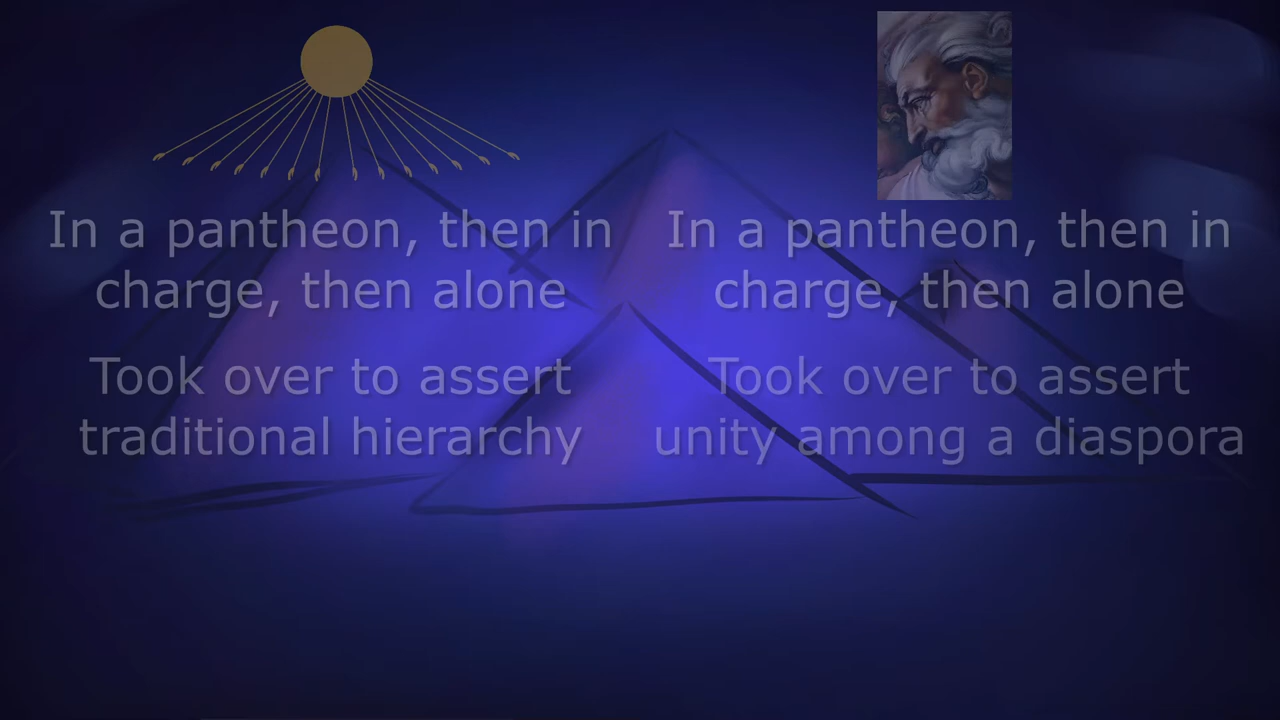 In a pantheon, then in
charge, then alone
Took over to assert
traditional hierarchy
In a pantheon, then in
charge, then alone
Took over to assert
unity among a diaspora